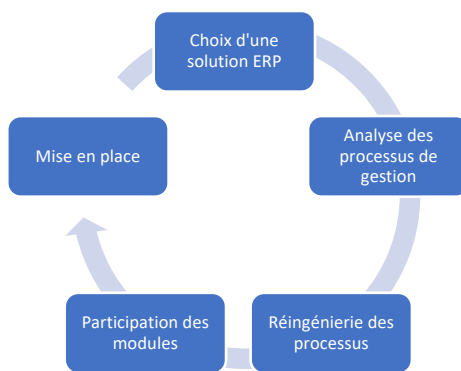 Choix d'une
solution ERP
Analyse des
processus de
gestion
Réingénierie des
processus
Participation des
modules
Mise en place